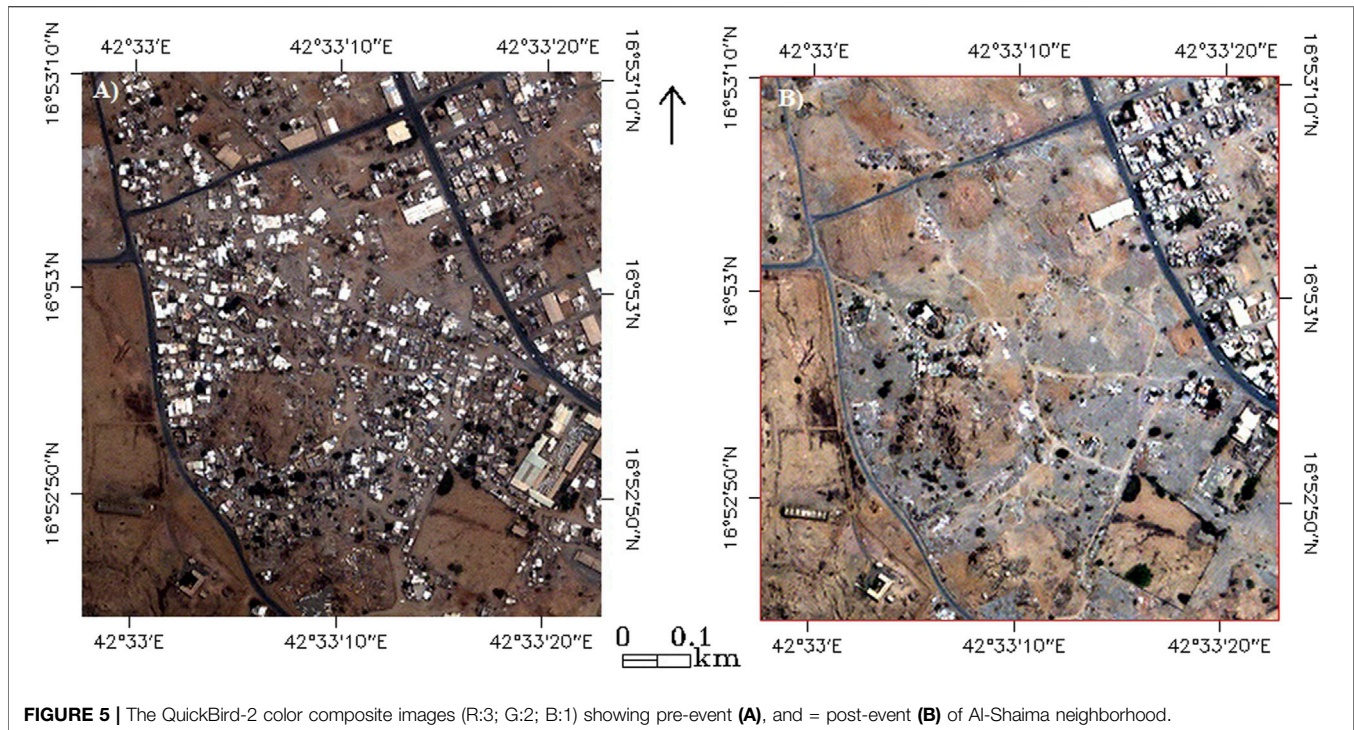 42°33'E 42°33'10"E 42°33'20"E
16°53'10"N
16°53'10"N
A)
16°53'N
16°53'N
16°52'50"N
16°52'50"N
42°33'E 42°33'10"E 42°33'20"E
42°33'E 42°33'10"E 42°33'20"E
16°53'10"N
16°53'10"N
B)
16°53'N
16°53'N
16°52'50"N
16°52'50"N
42°33'E 42°33'10"E 42°33'20"E
0 0.1
km
FIGURE 5 | The QuickBird-2 color composite images (R:3; G:2; B:1) showing pre-event (A), and = post-event (B) of Al-Shaima neighborhood.